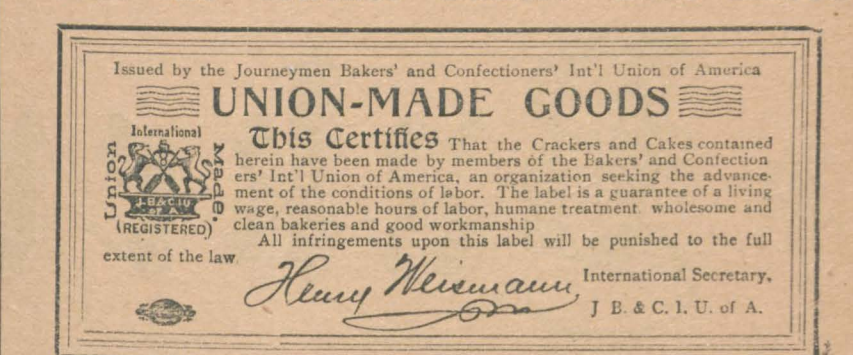 Issued by the Journeymen Bakers' and Confectioners' Int'l Union of America
UNION-MADE GOODS
International
Union
Made
J. B & C. I U
of A.
(REGISTERED)
This Certifies That the Crackers and Cakes contained
herein have been made by members of the Bakers' and Confection
ers' Int'l Union of America, an organization seeking the advance-
ment of the conditions of labor. The label is a guarantee of a living
wage, reasonable hours of labor, humane treatment wholesome and
clean bakeries and good workmanship
All infringements upon this label will be punished to the full
extent of the law
Henry Weismann
International Secretary,
J B. & C. I. U. of A.